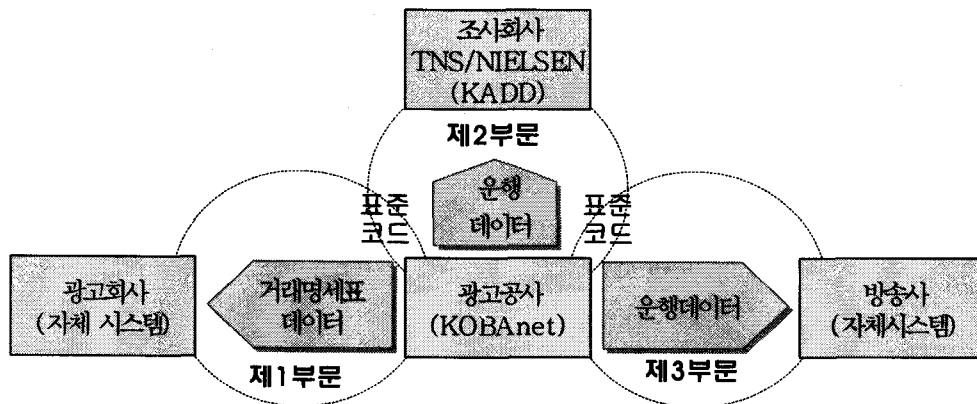 조사회사
TNS/NIELSEN
(KADD)
제2부문
운행
데이터
표준
코드
표준
코드
광고회사
(자체 시스템)
거래명세표
데이터
광고공사
(KOBAnet)
운행데이터
방송사
(자체시스템)
제1부문
제3부문